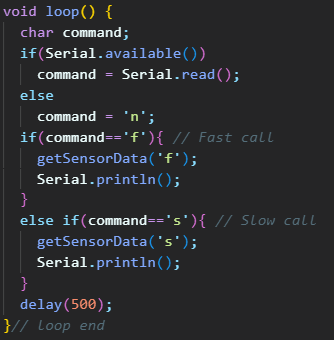 void loop() {
  char command;
  if(Serial.available())
    command = Serial.read();
  else
    command = 'n';
  if(command=='f'){ // Fast call
    getSensorData('f');
    Serial.println();
  }
  else if(command=='s'){ // Slow call
    getSensorData('s');
    Serial.println();
  }
  delay(500);
}// loop end